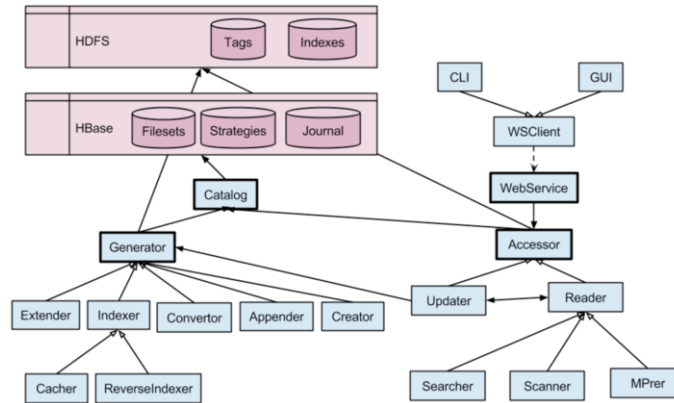 HDFS
Tags
Indexes
CLI
GUI
HBase
Filesets
Strategies
Journal
WSClient
Catalog
WebService
Generator
Accessor
Extender
Indexer
Convertor
Appender
Creator
Updater
Reader
Cacher
ReverseIndexer
Searcher
Scanner
MPrer